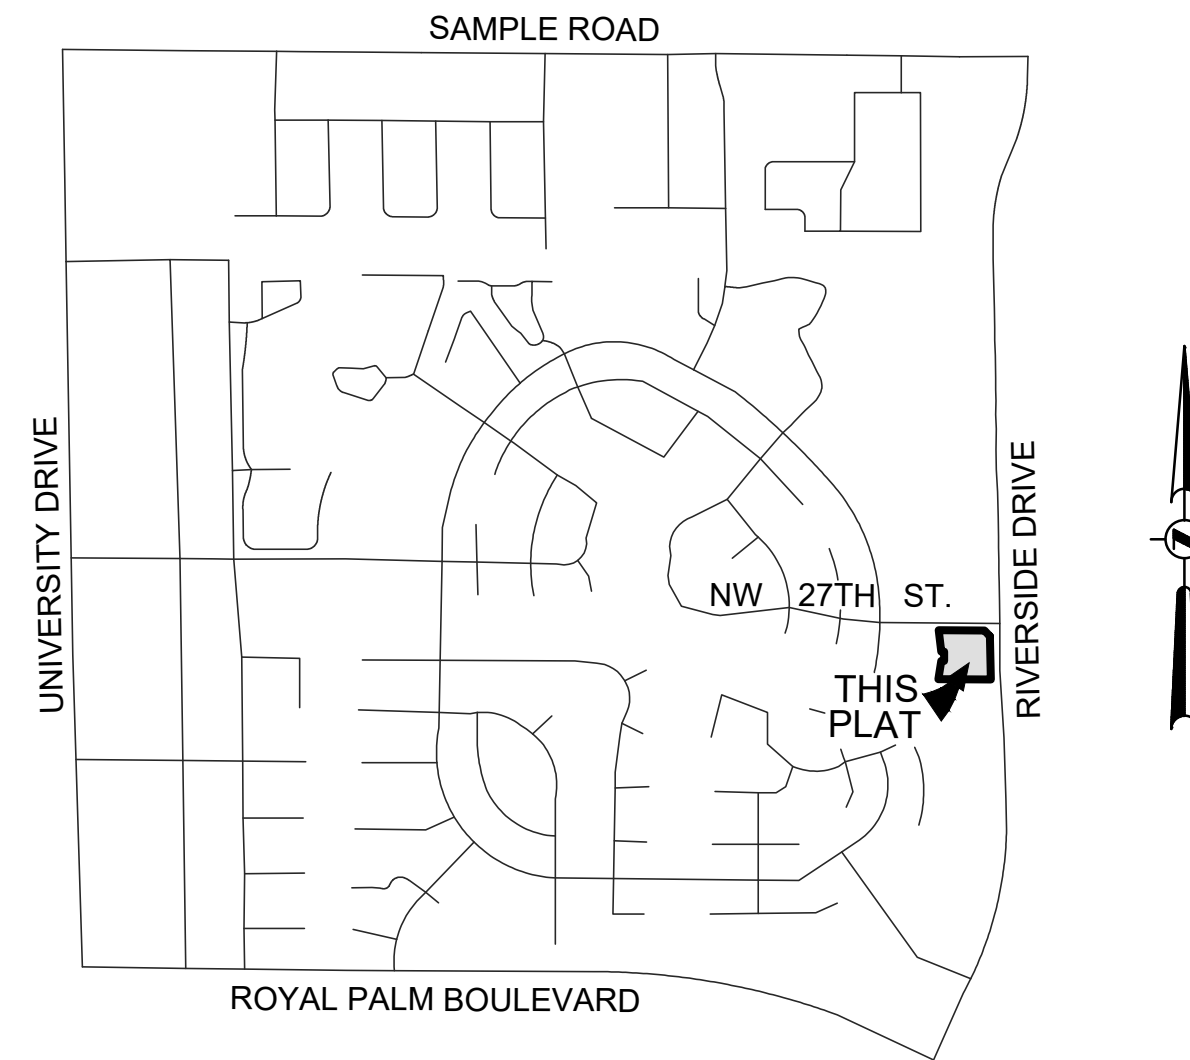 SAMPLE ROAD
UNIVERSITY DRIVE
RIVERSIDE DRIVE
NW 27TH ST.
THIS
PLAT
ROYAL PALM BOULEVARD